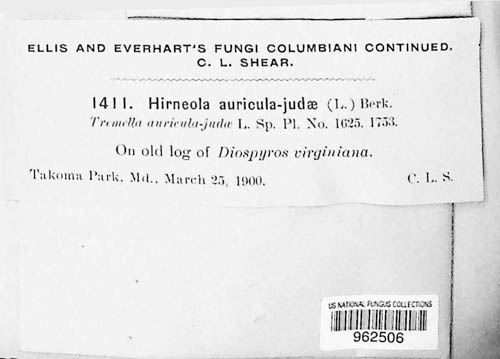 ELLIS AND EVERHART'S FUNGI COLUMBIANI CONTINUED.
C. L. SHEAR.
1411. Hirneola auricula-judæ (L.) Berk.
Tremella auricula-judæ L. Sp. Pl. No. 1625. 1753.
On old log of Diospyros virginiana.
Takoma Park, Md., March 25, 1900. C. L. S.
US NATIONAL FUNGUS COLLECTIONS
962506